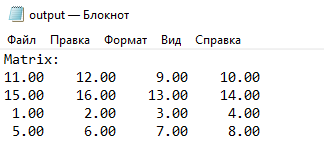 output — Блокнот
Файл Правка Формат Вид Справка
Matrix:
11.00 12.00 9.00 10.00
15.00 16.00 13.00 14.00
1.00 2.00 3.00 4.00
5.00 6.00 7.00 8.00